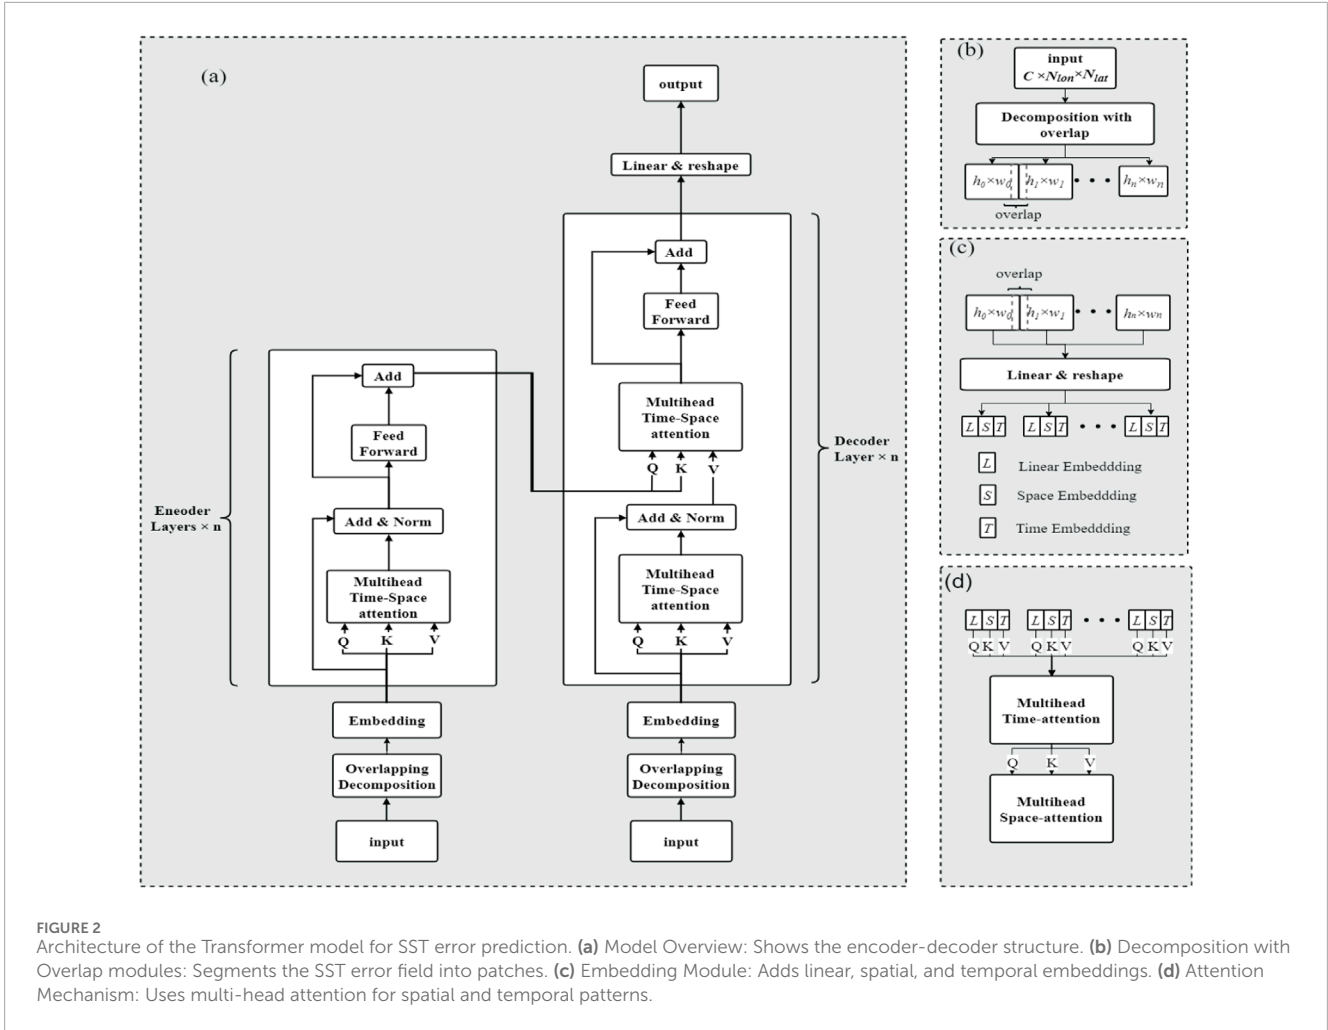 (a)
output
Linear & reshape
Add
Feed
Forward
Multihead
Time-Space
attention
Q K V
Add & Norm
Multihead
Time-Space
attention
Q K V
Decoder
Layer × n
Embedding
Overlapping
Decomposition
input
Add
Feed
Forward
Add & Norm
Multihead
Time-Space
attention
Q K V
Eneoder
Layers × n
Embedding
Overlapping
Decomposition
input
(b)
input
C ×Nlon×Nlat
Decomposition with
overlap
h0×w0 h1×w1 • • • hn×wn
overlap
(c)
overlap
h0×w0 h1×w1 • • • hn×wn
Linear & reshape
L S T L S T • • • L S T
L Linear Embeddding
S Space Embeddding
T Time Embeddding
(d)
L S T L S T • • • L S T
Q K V Q K V Q K V
Multihead
Time-attention
Q K V
Multihead
Space-attention
FIGURE 2
Architecture of the Transformer model for SST error prediction. (a) Model Overview: Shows the encoder-decoder structure. (b) Decomposition with
Overlap modules: Segments the SST error field into patches. (c) Embedding Module: Adds linear, spatial, and temporal embeddings. (d) Attention
Mechanism: Uses multi-head attention for spatial and temporal patterns.